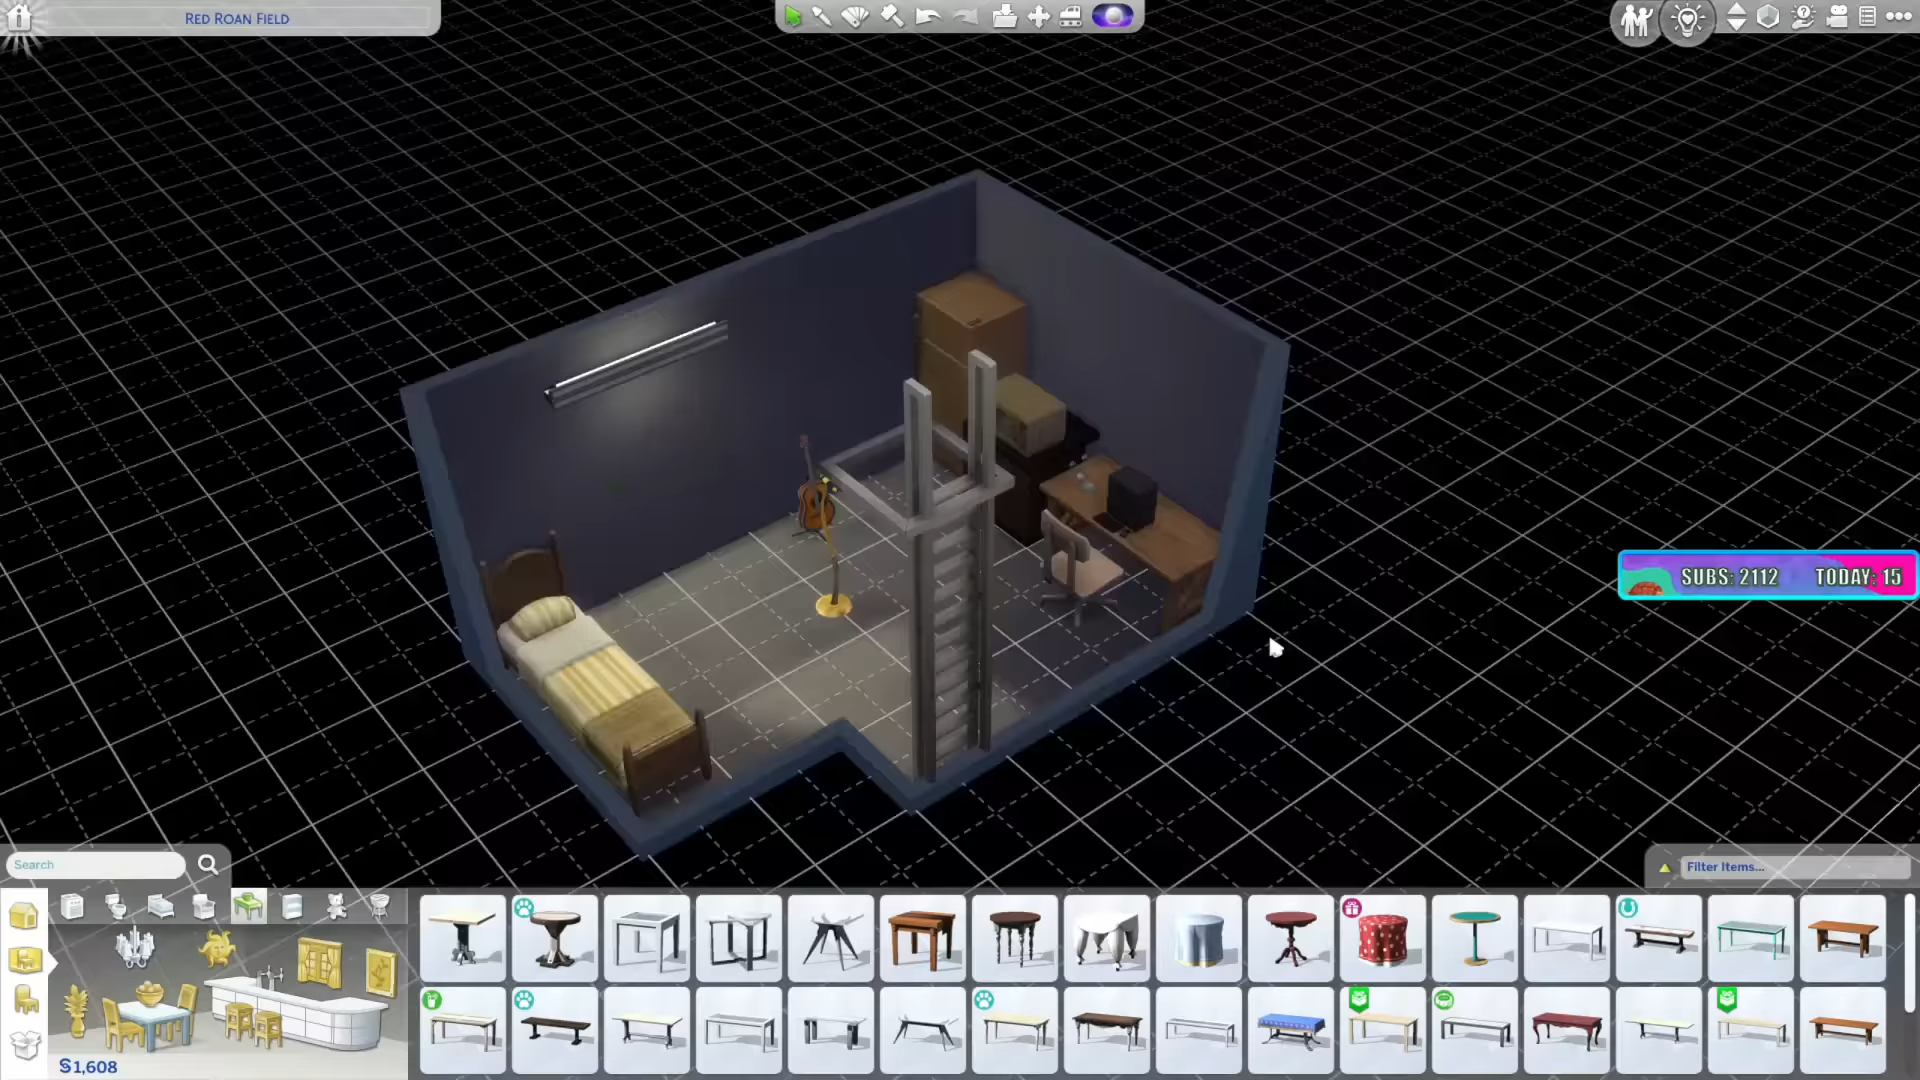 RED ROAN FIELD
SUBS: 2112 TODAY: 15
Search
Filter Items...
§1,608